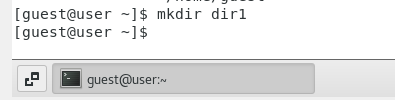 [guest@user ~]$ mkdir dir1
[guest@user ~]$
guest@user:~